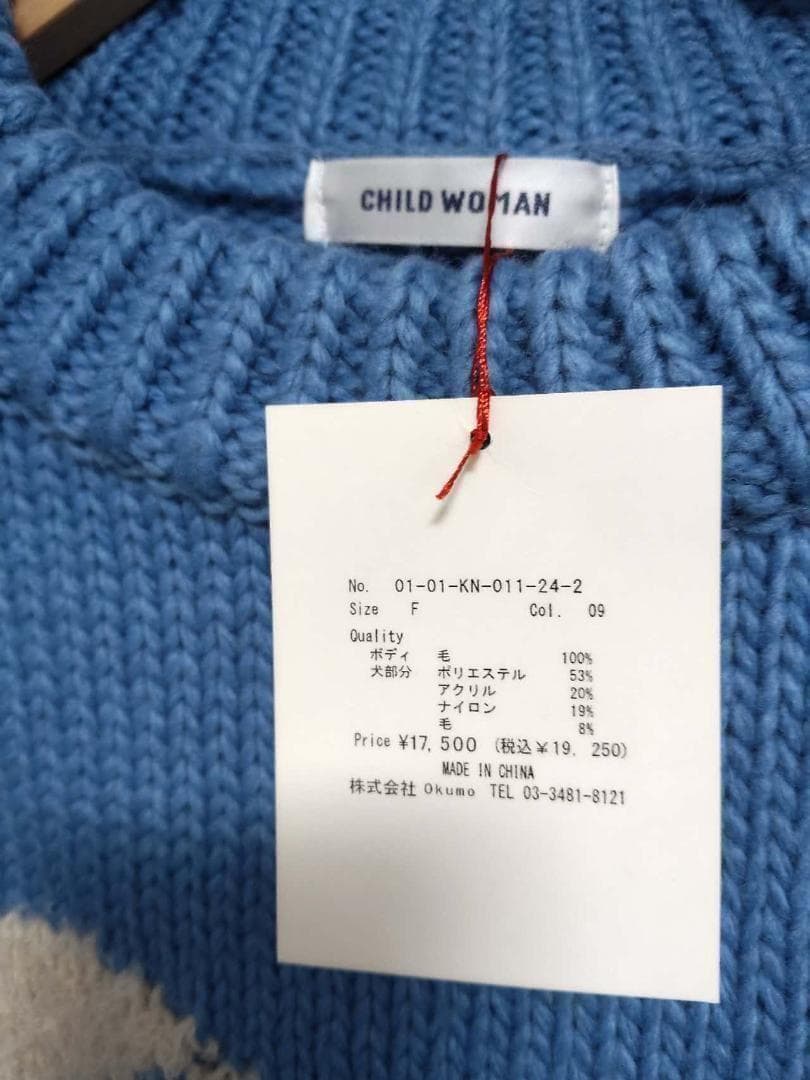 CHILD WOMAN
No. 01-01-KN-011-24-2
Size F Col. 09
Quality
ボディ 毛 100%
犬部分 ポリエステル 53%
アクリル 20%
ナイロン 19%
毛 8%
Price ¥17,500 (税込¥19,250)
MADE IN CHINA
株式会社 Okumo TEL 03-3481-8121